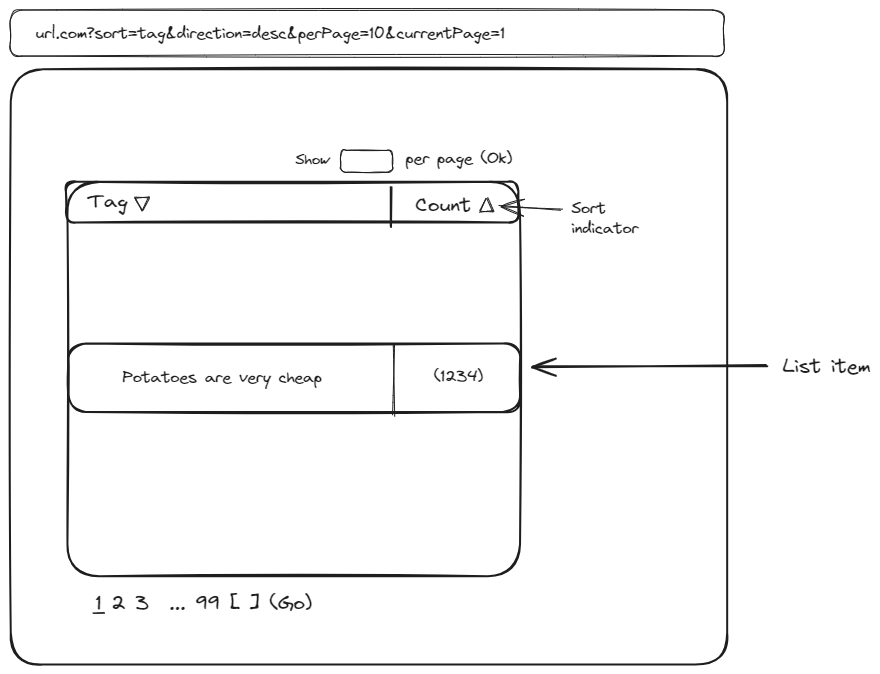 url.com?sort=tag&direction=desc&perPage=10&currentPage=1
Show per page (Ok)
Tag Count
Sort
indicator
Potatoes are very cheap (1234)
List item
1 2 3 ... 99 [ ] (Go)